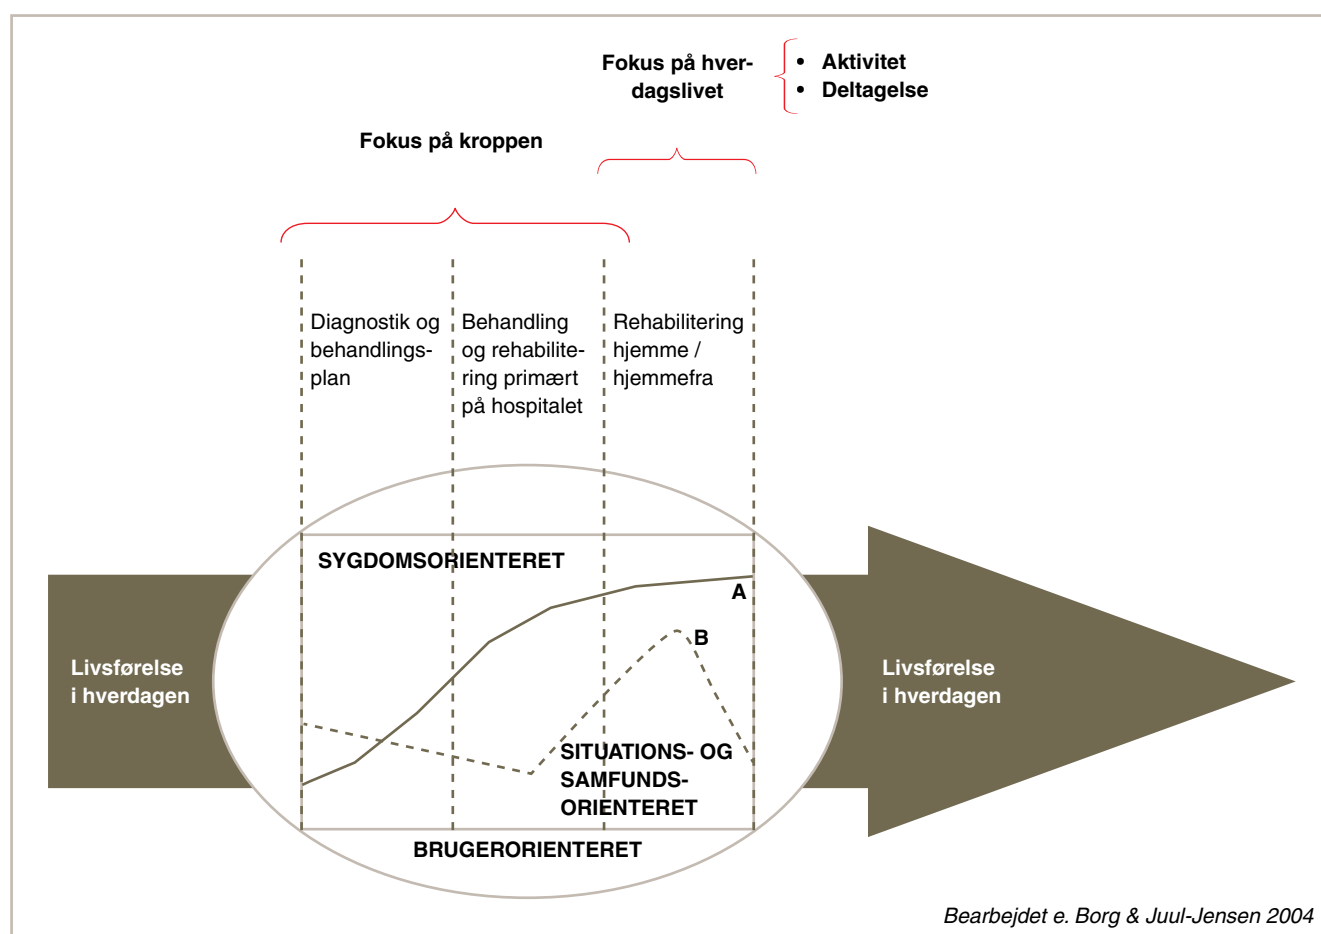 Fokus på hver-
dagslivet
• Aktivitet
• Deltagelse
Fokus på kroppen
Diagnostik og
behandlings-
plan
Behandling
og rehabilite-
ring primært
på hospitalet
Rehabilitering
hjemme /
hjemmefra
SYGDOMSORIENTERET
A
B
Livsførelse
i hverdagen
Livsførelse
i hverdagen
SITUATIONS- OG
SAMFUNDS-
ORIENTERET
BRUGERORIENTERET
Bearbejdet e. Borg & Juul-Jensen 2004